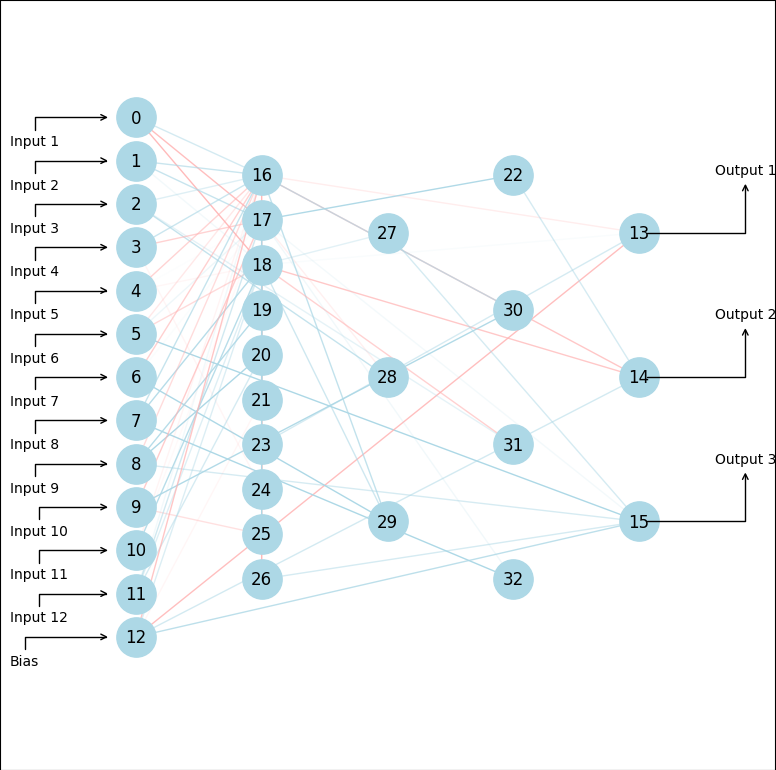 0
Input 1
1
Input 2
2
Input 3
3
Input 4
4
Input 5
5
Input 6
6
Input 7
7
Input 8
8
Input 9
9
Input 10
10
Input 11
11
Input 12
12
Bias
16
17
18
19
20
21
23
24
25
26
27
28
29
22
30
31
32
13
14
15
Output 1
Output 2
Output 3